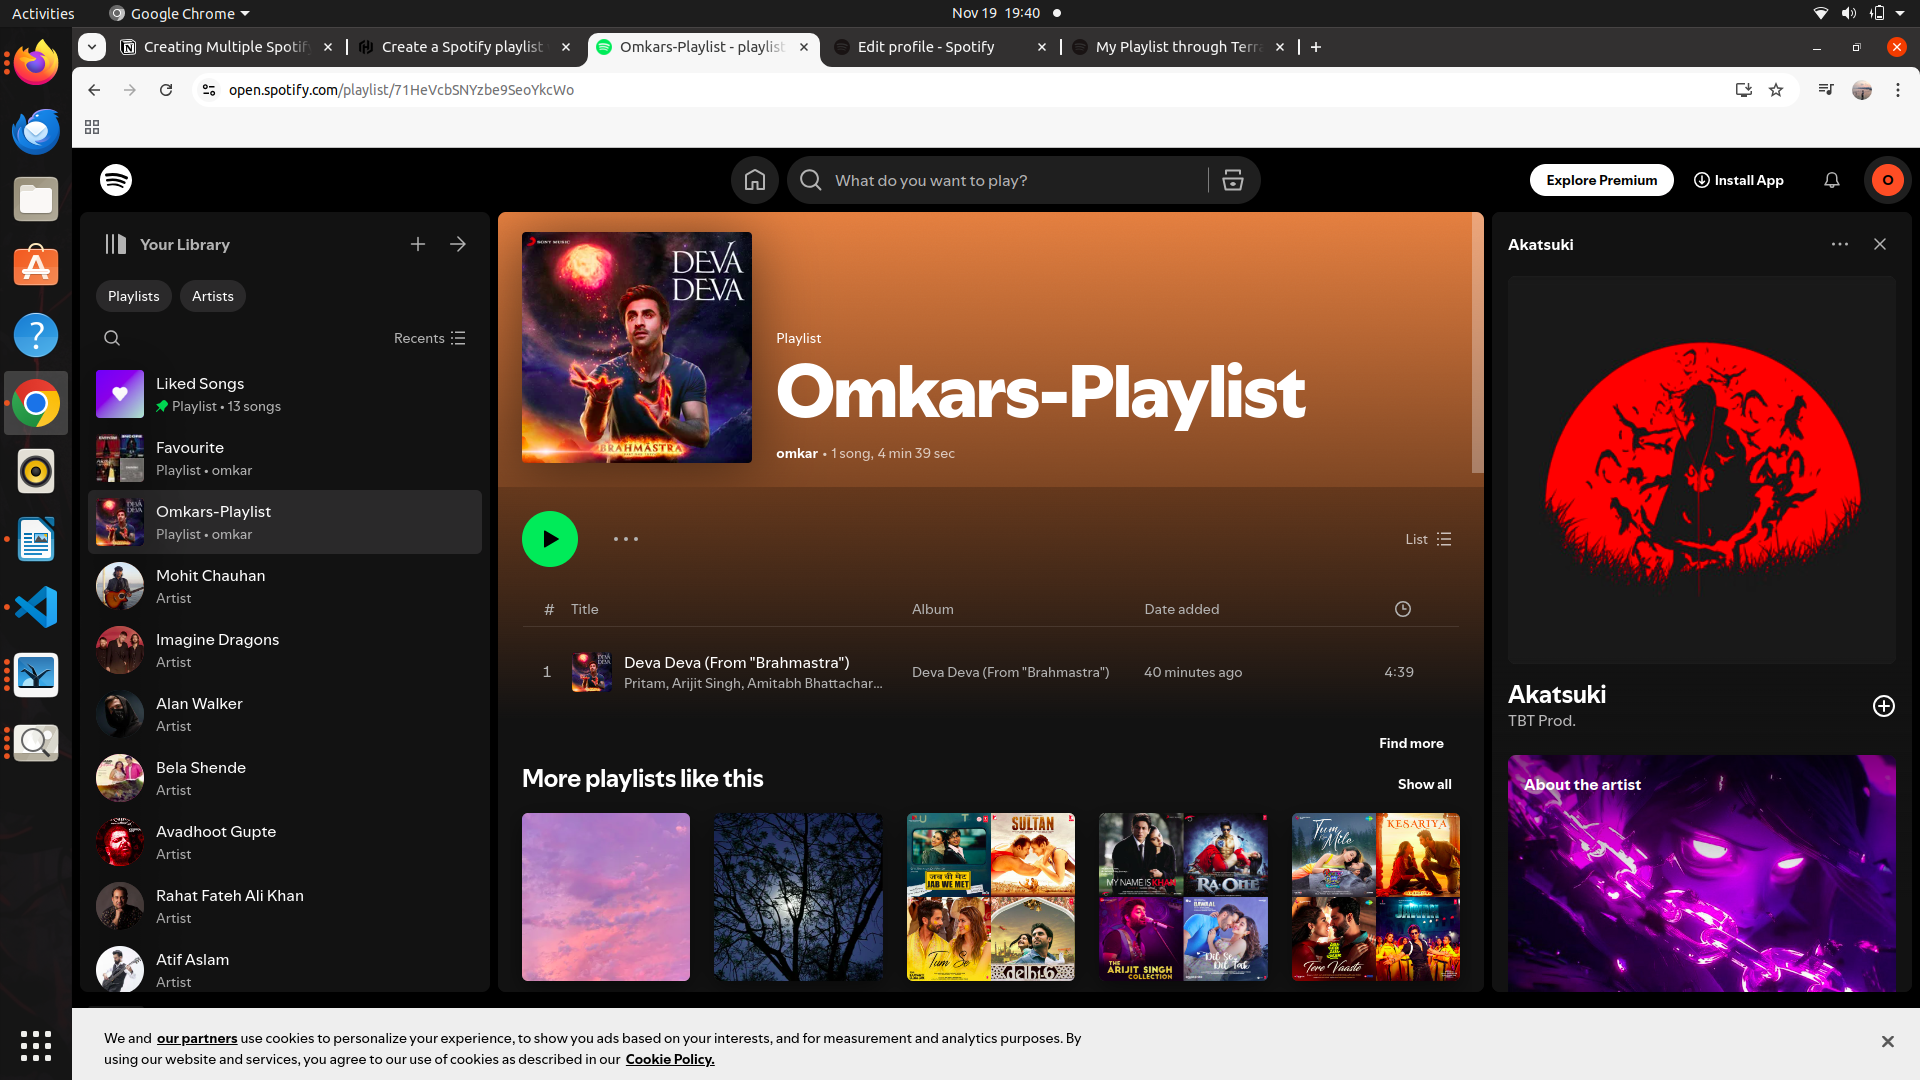 Activities
Google Chrome
Nov 19 19:40
Creating Multiple Spotif
Create a Spotify playlist
Omkars-Playlist - playlist
Edit profile - Spotify
My Playlist through Terra
open.spotify.com/playlist/71HeVcbSNYzbe9SeoYkcWo
What do you want to play?
Explore Premium
Install App
O
Your Library
Playlists
Artists
Recents
Liked Songs
Playlist • 13 songs
Favourite
Playlist • omkar
Omkars-Playlist
Playlist • omkar
Mohit Chauhan
Artist
Imagine Dragons
Artist
Alan Walker
Artist
Bela Shende
Artist
Avadhoot Gupte
Artist
Rahat Fateh Ali Khan
Artist
Atif Aslam
Artist
SONY MUSIC
DEVA
DEVA
BRAHMASTRA
Playlist
Omkars-Playlist
omkar • 1 song, 4 min 39 sec
List
# Title Album Date added
1 Deva Deva (From "Brahmastra") Deva Deva (From "Brahmastra") 40 minutes ago 4:39
Pritam, Arijit Singh, Amitabh Bhattachar...
Find more
More playlists like this
Show all
जब वी मेट
JAB WE MET
SULTAN
Tum Se
delhi6
MY NAME IS KHAN
RA·ONE
THE
ARIJIT SINGH
COLLECTION
BAWAAL
Dil Se
Dil Tak
Tum
Mile
KESARIYA
Tere Vaaste
Akatsuki
Akatsuki
TBT Prod.
About the artist
We and our partners use cookies to personalize your experience, to show you ads based on your interests, and for measurement and analytics purposes. By
using our website and services, you agree to our use of cookies as described in our Cookie Policy.